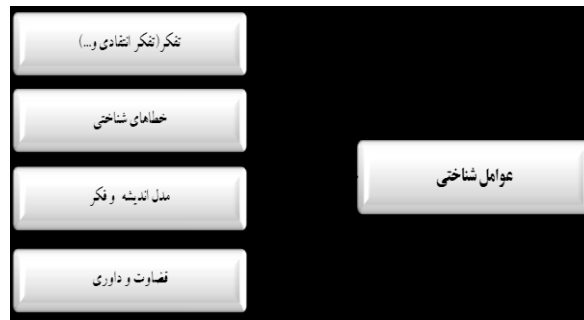 عوامل شناختی
تفکر(تفکر انتقادی و...)
خطاهای شناختی
مدل اندیشه و فکر
قضاوت و داوری